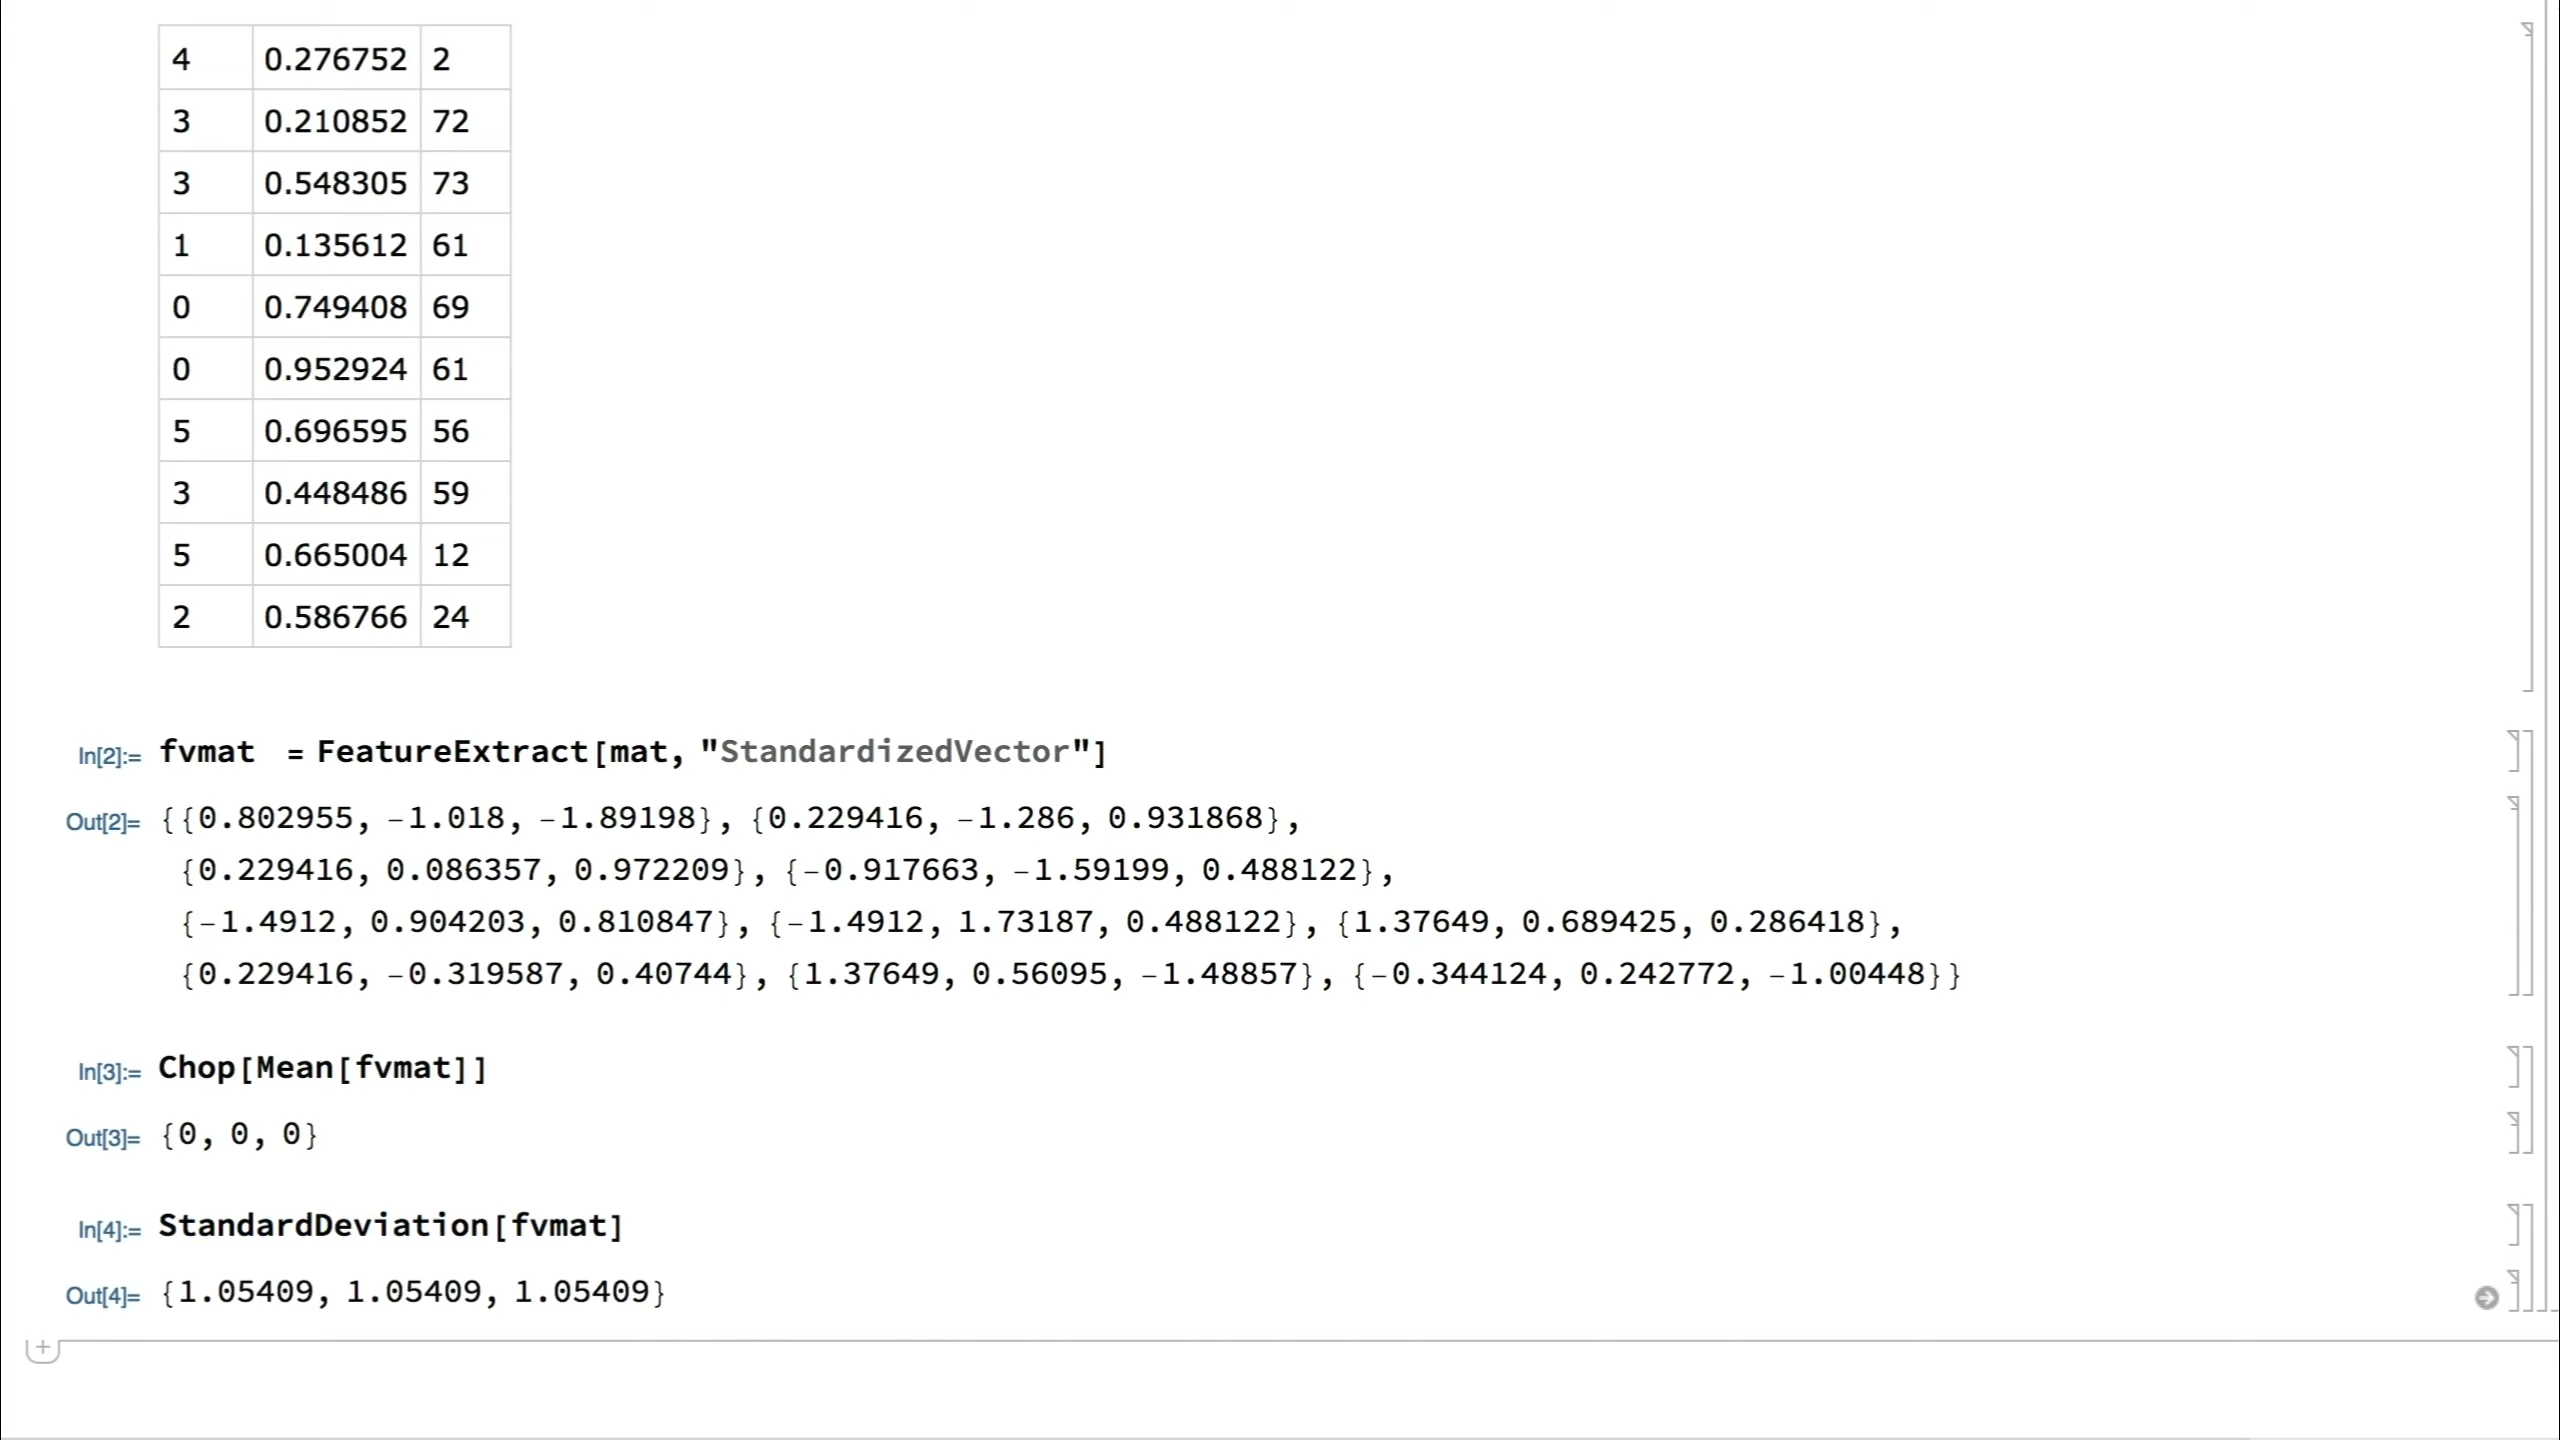 4 0.276752 2
3 0.210852 72
3 0.548305 73
1 0.135612 61
0 0.749408 69
0 0.952924 61
5 0.696595 56
3 0.448486 59
5 0.665004 12
2 0.586766 24
In[2]:= fvmat = FeatureExtract[mat, "StandardizedVector"]
Out[2]= {{0.802955, -1.018, -1.89198}, {0.229416, -1.286, 0.931868},
{0.229416, 0.086357, 0.972209}, {-0.917663, -1.59199, 0.488122},
{-1.4912, 0.904203, 0.810847}, {-1.4912, 1.73187, 0.488122}, {1.37649, 0.689425, 0.286418},
{0.229416, -0.319587, 0.40744}, {1.37649, 0.56095, -1.48857}, {-0.344124, 0.242772, -1.00448}}
In[3]:= Chop[Mean[fvmat]]
Out[3]= {0, 0, 0}
In[4]:= StandardDeviation[fvmat]
Out[4]= {1.05409, 1.05409, 1.05409}